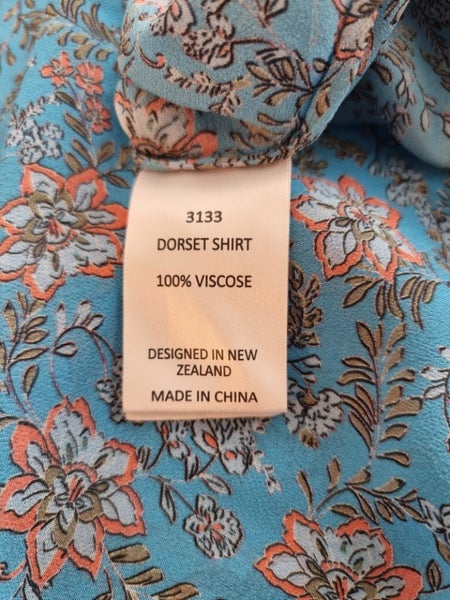 3133
DORSET SHIRT
100% VISCOSE
DESIGNED IN NEW
ZEALAND
MADE IN CHINA